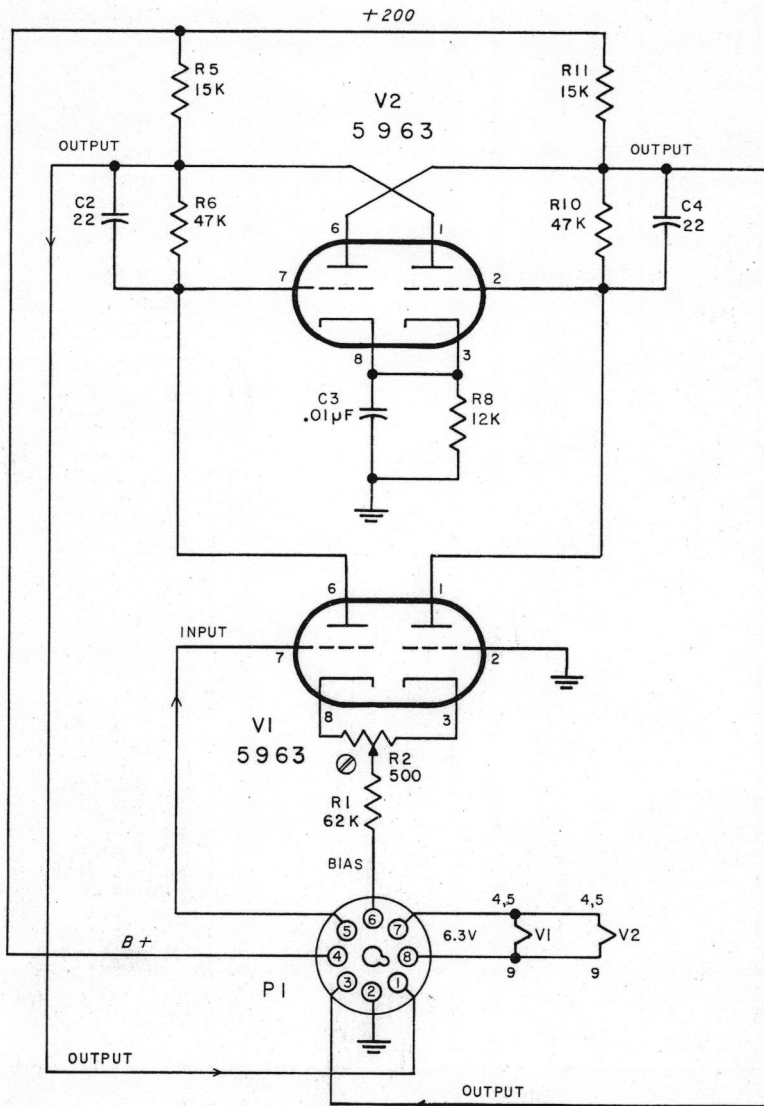 +200
R5
15K
R11
15K
V2
5963
OUTPUT
OUTPUT
C2
22
R6
47K
R10
47K
C4
22
6
1
7
2
8
3
C3
.01µF
R8
12K
6
1
INPUT
7
2
8
3
V1
5963
R2
500
R1
62K
BIAS
4,5
4,5
6
5
7
6.3V
V1
V2
B+
4
8
9
9
P1
3
2
1
OUTPUT
OUTPUT